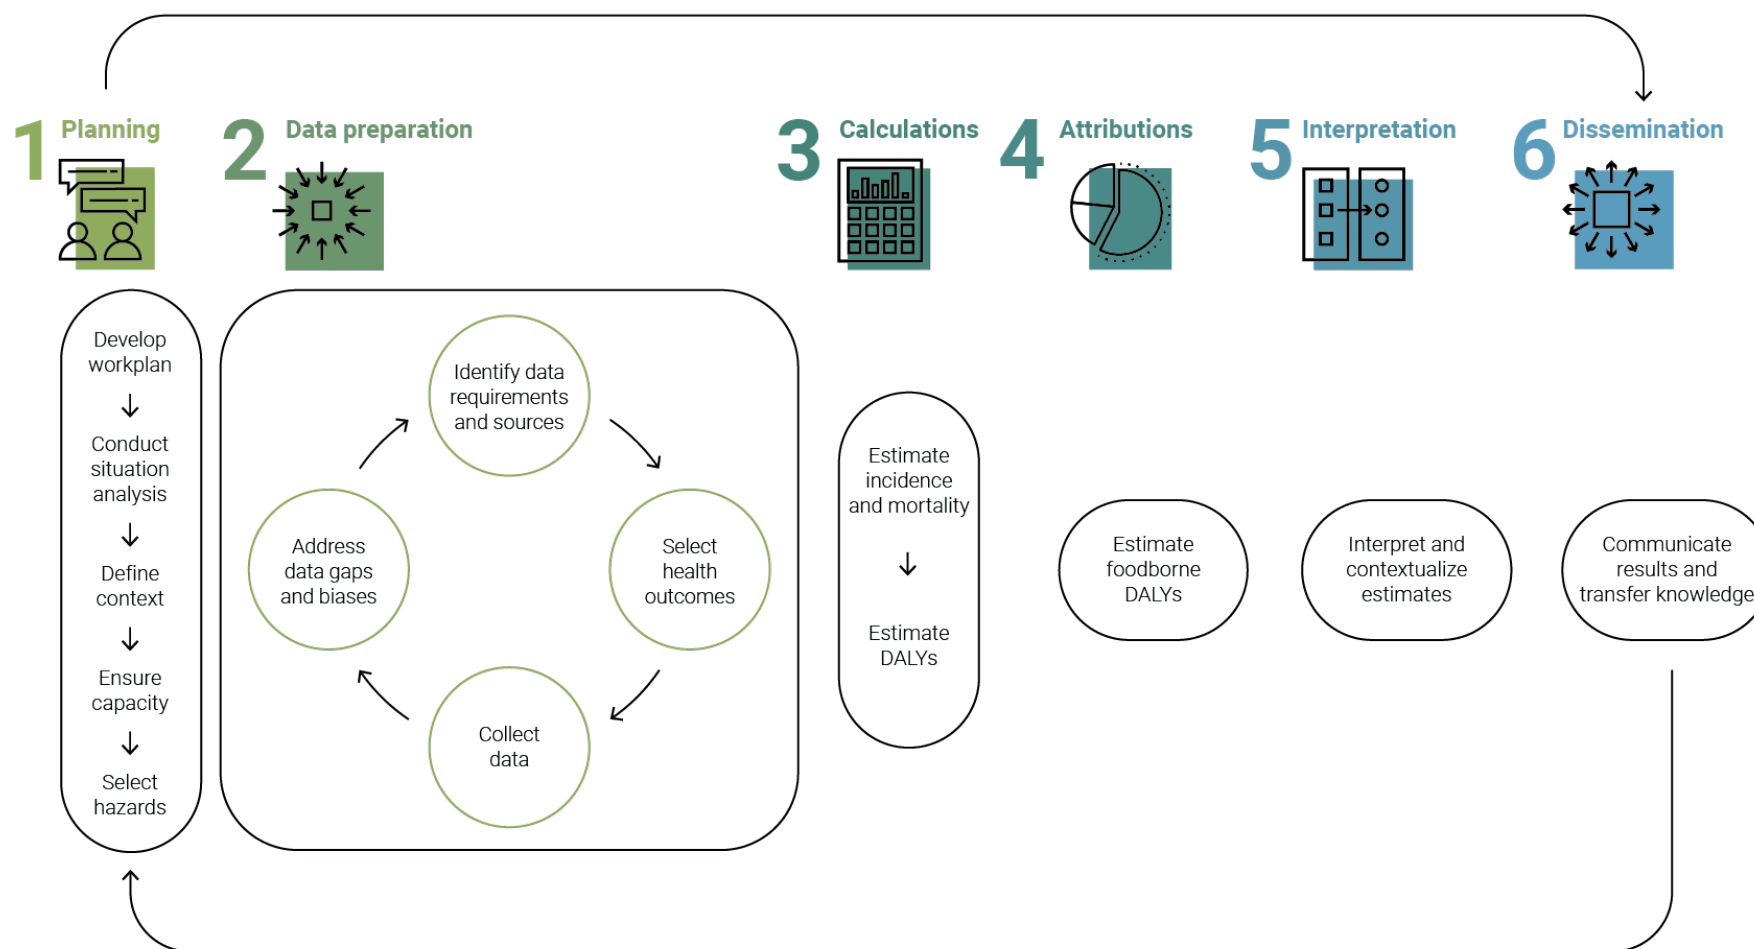 1 Planning
2 Data preparation
3 Calculations
4 Attributions
5 Interpretation
6 Dissemination
Develop
workplan
Conduct
situation
analysis
Define
context
Ensure
capacity
Select
hazards
Identify data
requirements
and sources
Select
health
outcomes
Collect
data
Address
data gaps
and biases
Estimate
incidence
and mortality
Estimate
DALYs
Estimate
foodborne
DALYs
Interpret and
contextualize
estimates
Communicate
results and
transfer knowledge